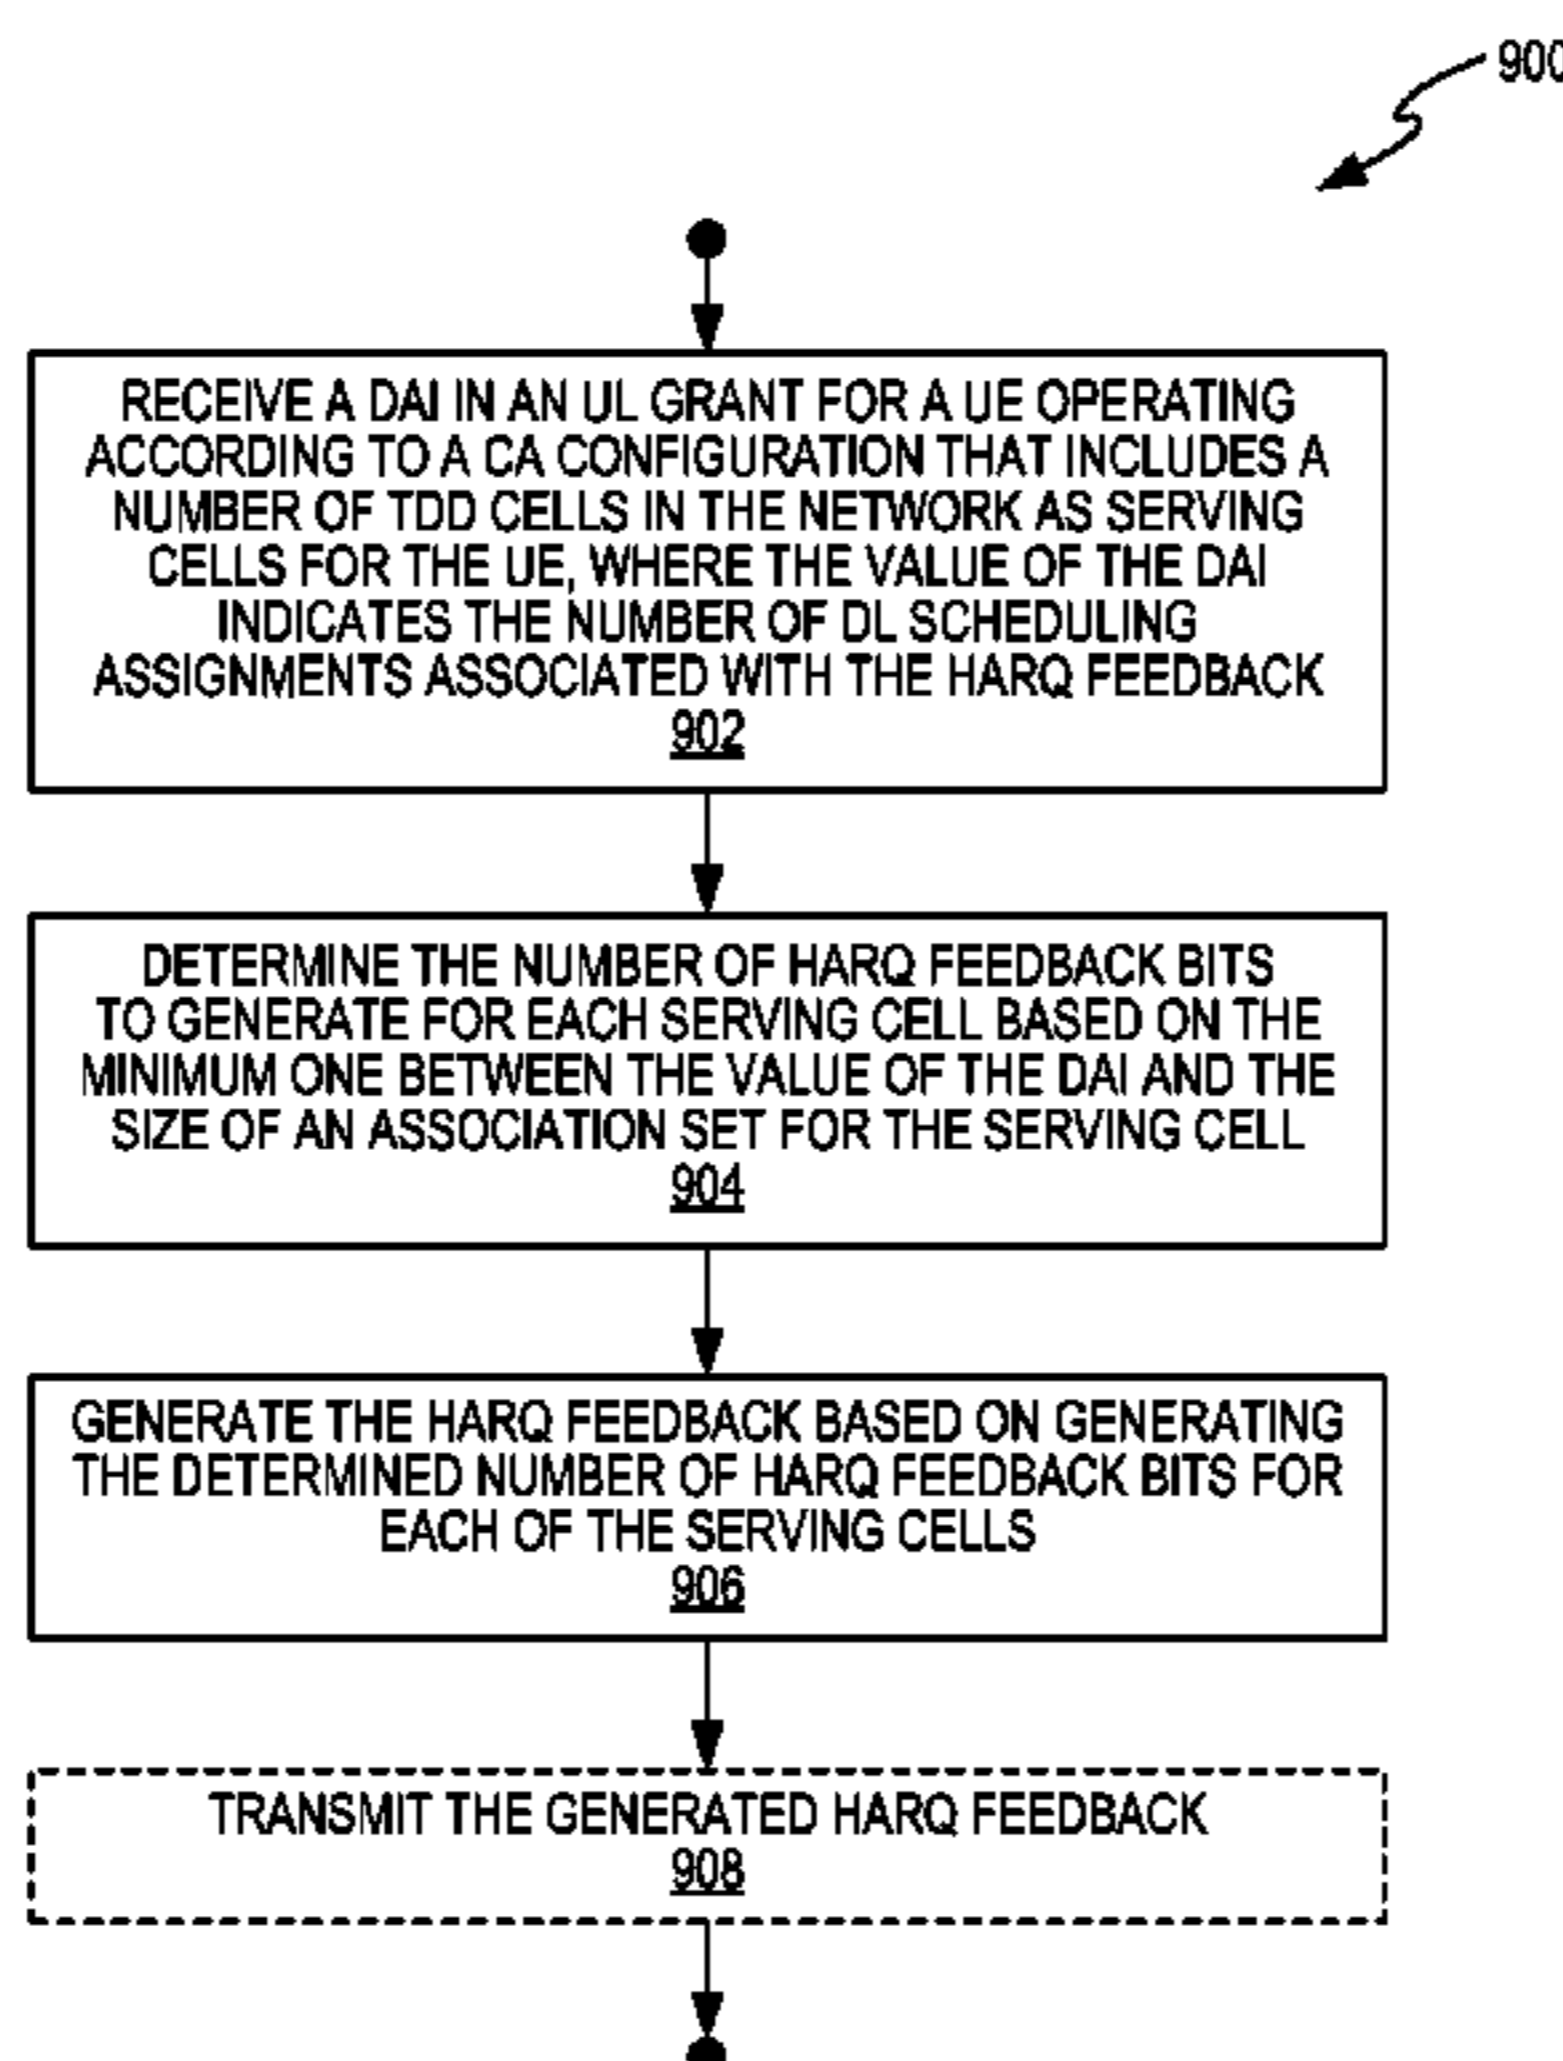 900
RECEIVE A DAI IN AN UL GRANT FOR A UE OPERATING
ACCORDING TO A CA CONFIGURATION THAT INCLUDES A
NUMBER OF TDD CELLS IN THE NETWORK AS SERVING
CELLS FOR THE UE, WHERE THE VALUE OF THE DAI
INDICATES THE NUMBER OF DL SCHEDULING
ASSIGNMENTS ASSOCIATED WITH THE HARQ FEEDBACK
902
DETERMINE THE NUMBER OF HARQ FEEDBACK BITS
TO GENERATE FOR EACH SERVING CELL BASED ON THE
MINIMUM ONE BETWEEN THE VALUE OF THE DAI AND THE
SIZE OF AN ASSOCIATION SET FOR THE SERVING CELL
904
GENERATE THE HARQ FEEDBACK BASED ON GENERATING
THE DETERMINED NUMBER OF HARQ FEEDBACK BITS FOR
EACH OF THE SERVING CELLS
906
TRANSMIT THE GENERATED HARQ FEEDBACK
908